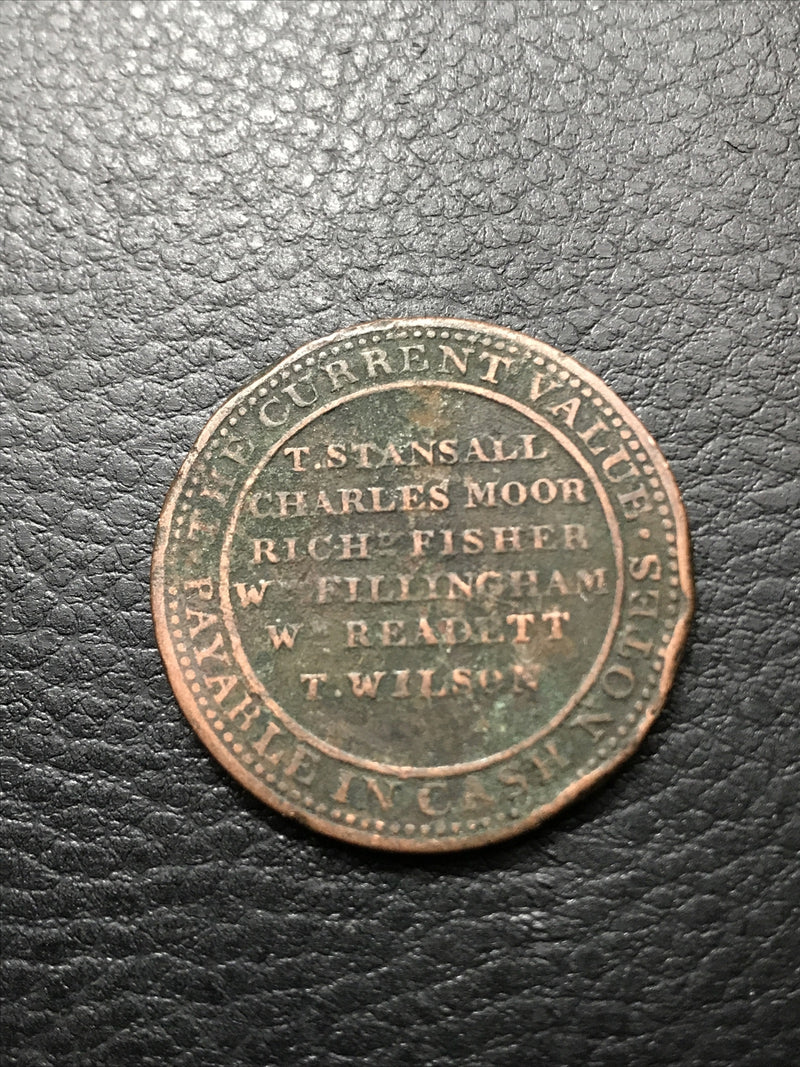 · THE CURRENT VALUE ·
PAYABLE IN CASH NOTES
T. STANSALL
CHARLES MOOR
RICHD FISHER
WM FILLINGHAM
WM READETT
T. WILSON